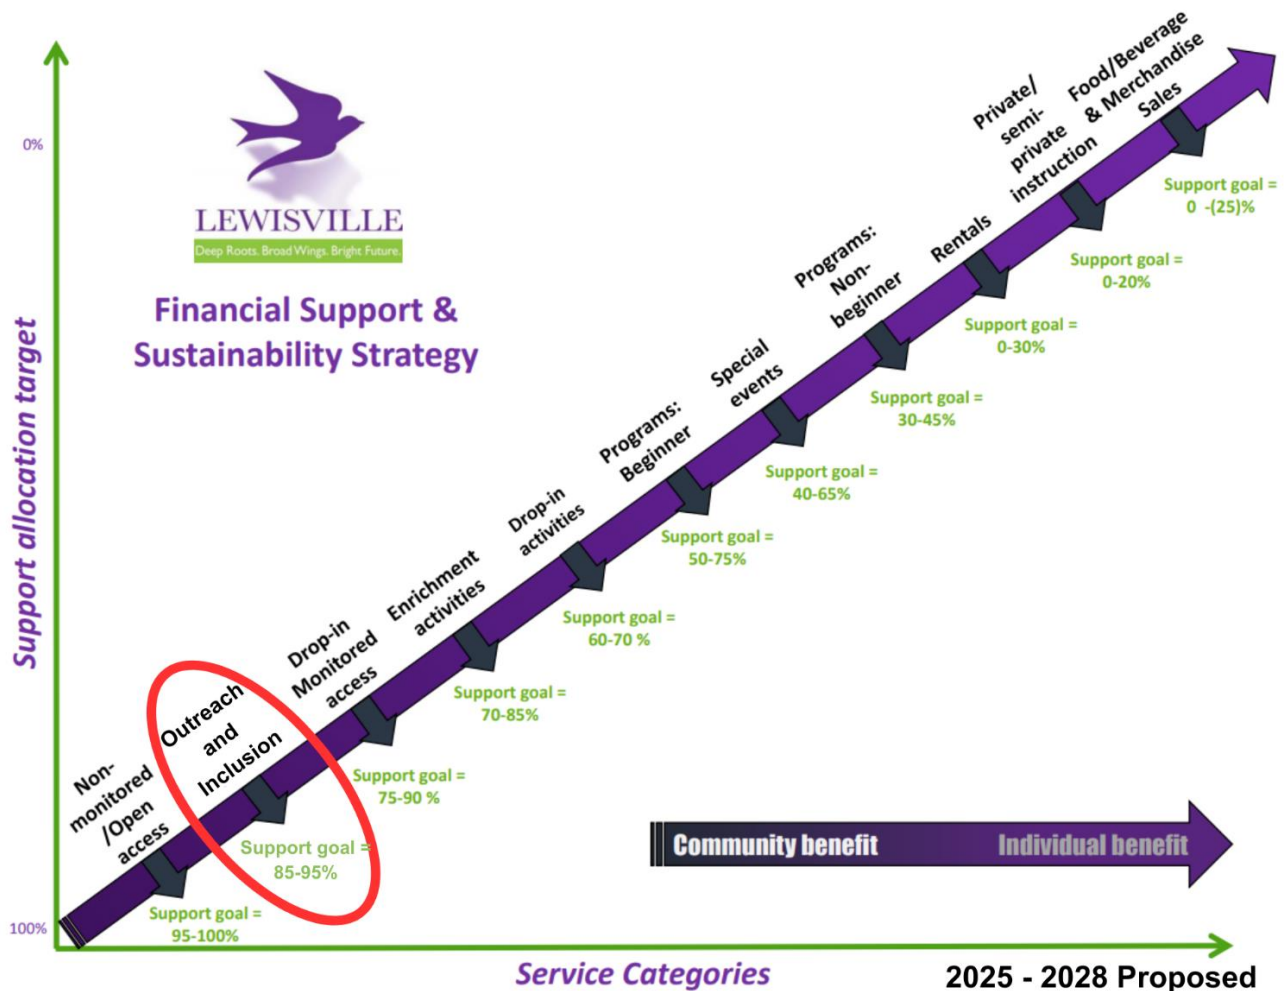 LEWISVILLE
Deep Roots. Broad Wings. Bright Future.
Financial Support &
Sustainability Strategy
Support allocation target
0%
100%
Non-
monitored
/Open
access
Support goal =
95-100%
Outreach
and
Inclusion
Support goal =
85-95%
Drop-in
Monitored
access
Support goal =
75-90 %
Enrichment
activities
Support goal =
70-85%
Drop-in
activities
Support goal =
60-70 %
Programs:
Beginner
Support goal =
50-75%
Special
events
Support goal =
40-65%
Programs:
Non-
beginner
Support goal =
30-45%
Rentals
Support goal =
0-30%
Private/
semi-
private
instruction
Support goal =
0-20%
Food/Beverage
& Merchandise
Sales
Support goal =
0 -(25)%
Community benefit
Individual benefit
Service Categories
2025 - 2028 Proposed